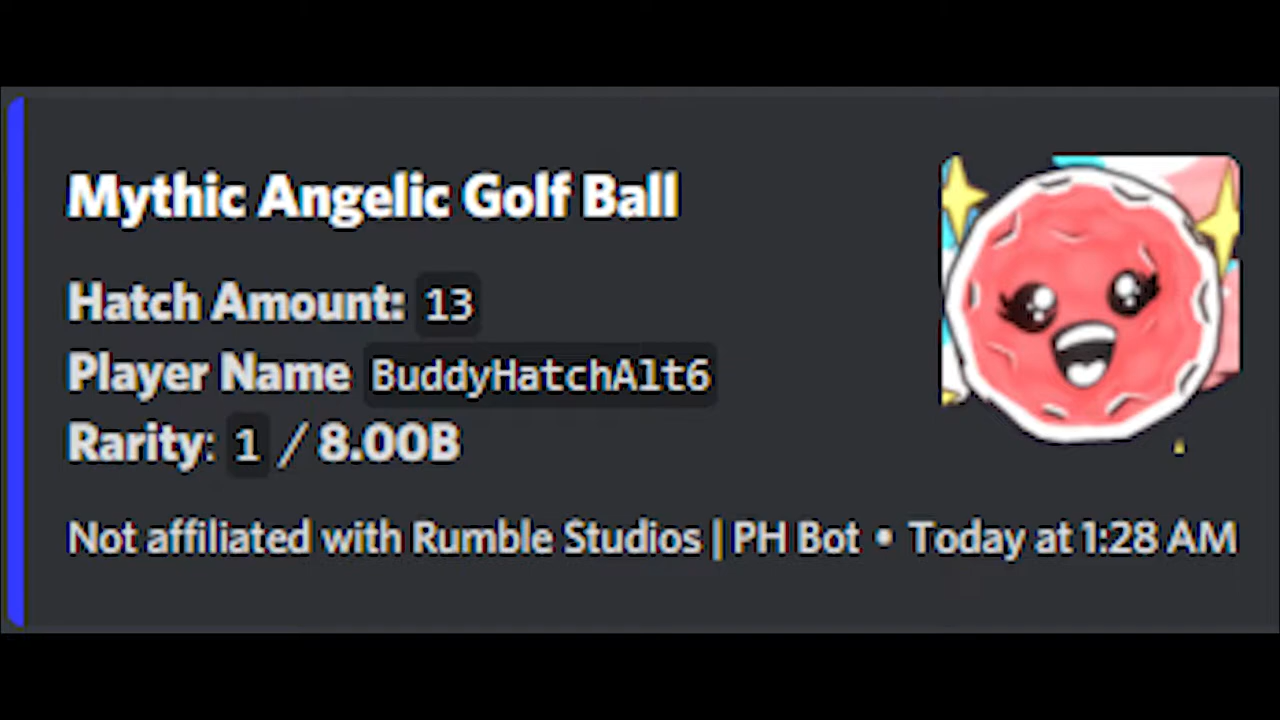 Mythic Angelic Golf Ball
Hatch Amount: 13
Player Name BuddyHatchAlt6
Rarity: 1 / 8.00B
Not affiliated with Rumble Studios | PH Bot • Today at 1:28 AM